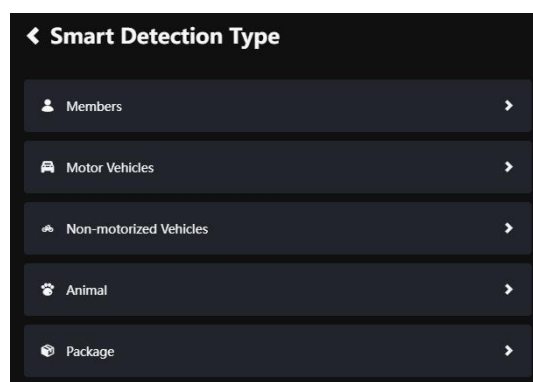 Smart Detection Type
Members
Motor Vehicles
Non-motorized Vehicles
Animal
Package